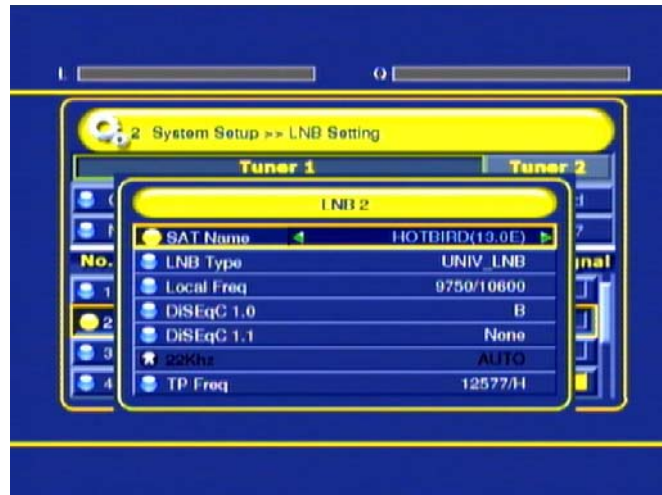 L Q
2 System Setup >> LNB Setting
Tuner 1 Tuner 2
LNB 2
SAT Name HOTBIRD(13.0E)
LNB Type UNIV_LNB
Local Freq 9750/10600
DiSEqC 1.0 B
DiSEqC 1.1 None
22Khz AUTO
TP Freq 12577/H
No.
1
2
3
4